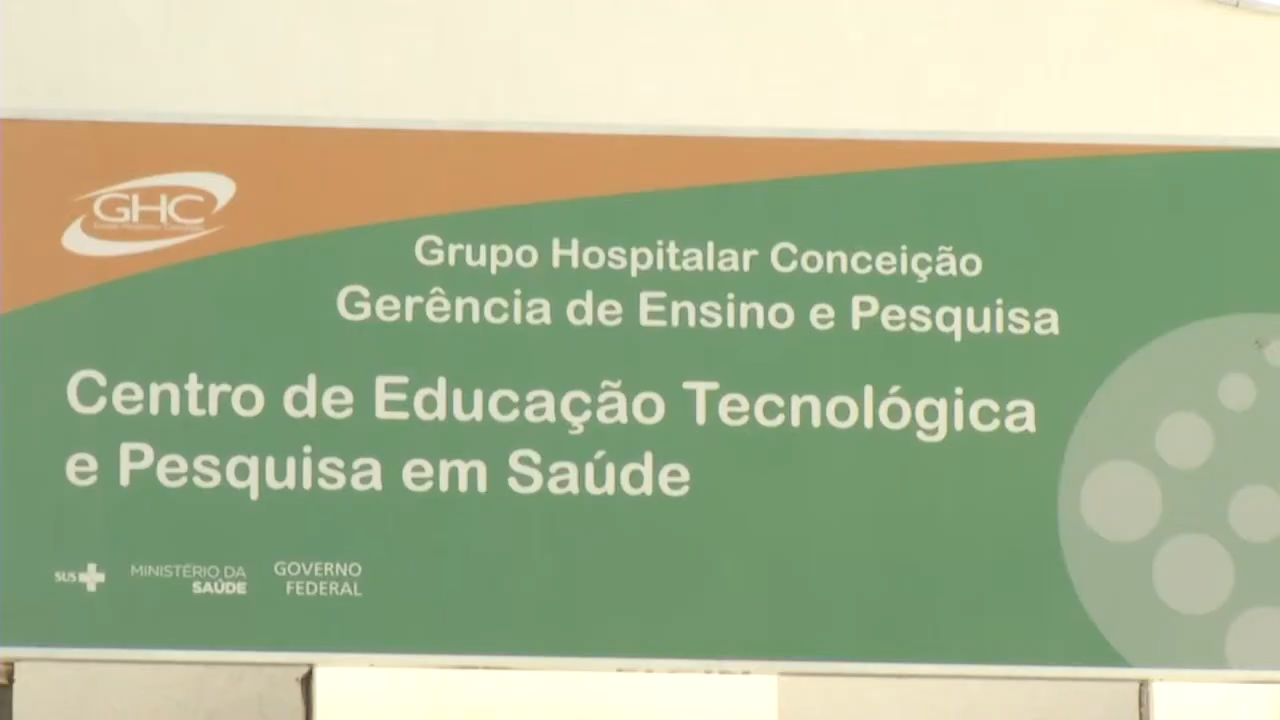 GHC
Grupo Hospitalar Conceição
Gerência de Ensino e Pesquisa
Centro de Educação Tecnológica
e Pesquisa em Saúde
SUS
MINISTÉRIO DA
SAÚDE
GOVERNO
FEDERAL